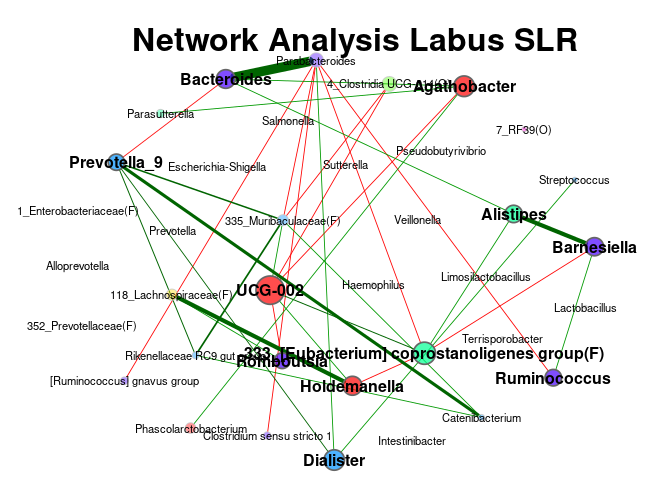 Network Analysis Labus SLR
Parabacteroides
Bacteroides
4_Clostridia UCG-014(O)
Agathobacter
Parasutterella
Salmonella
7_RF39(O)
Pseudobutyrivibrio
Prevotella_9
Escherichia-Shigella
Sutterella
Streptococcus
1_Enterobacteriaceae(F)
335_Muribaculaceae(F)
Veillonella
Alistipes
Prevotella
Barnesiella
Alloprevotella
Haemophilus
Limosilactobacillus
UCG-002
118_Lachnospiraceae(F)
Lactobacillus
352_Prevotellaceae(F)
Terrisporobacter
Rikenellaceae RC9 gut group
333_[Eubacterium] coprostanoligenes group(F)
Romboutsia
[Ruminococcus] gnavus group
Holdemanella
Ruminococcus
Catenibacterium
Phascolarctobacterium
Clostridium sensu stricto 1
Intestinibacter
Dialister